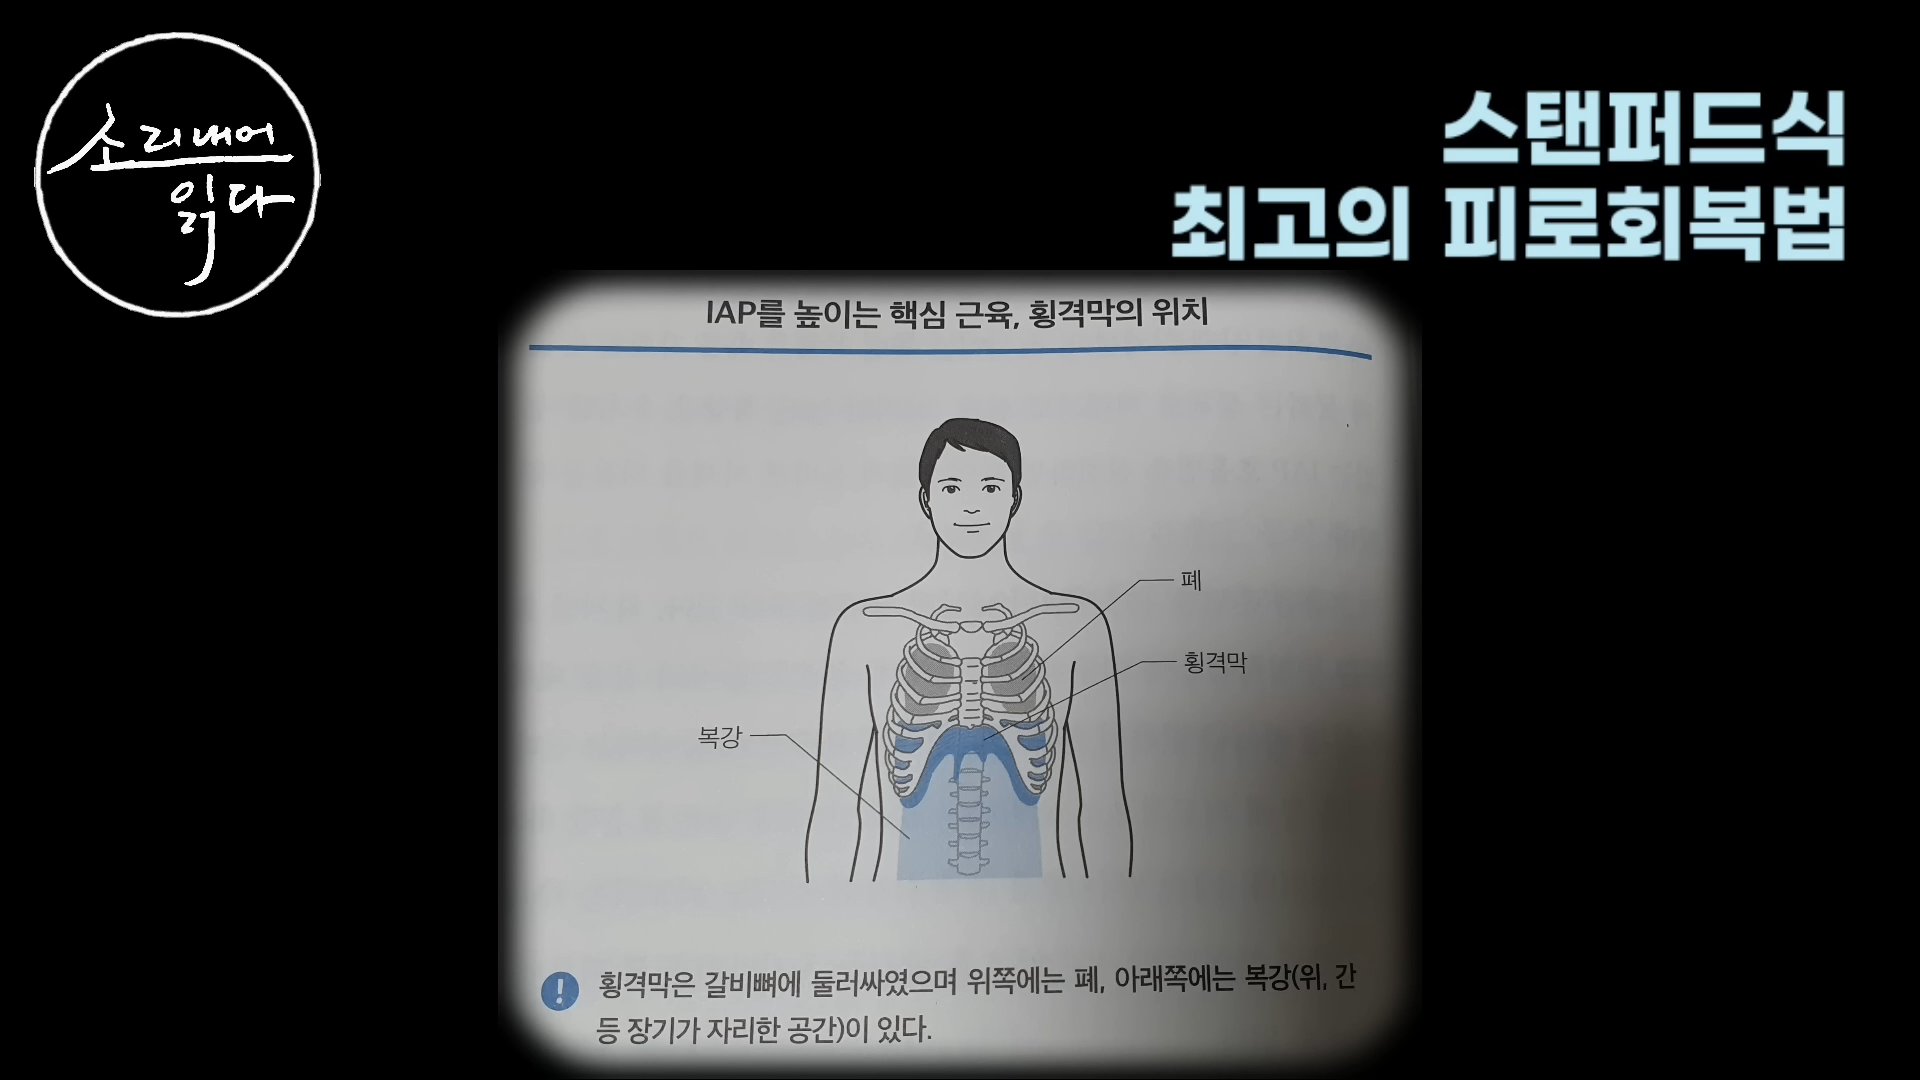 소리내어
읽다
스탠퍼드식
최고의 피로회복법
IAP를 높이는 핵심 근육, 횡격막의 위치
폐
횡격막
복강
횡격막은 갈비뼈에 둘러싸였으며 위쪽에는 폐, 아래쪽에는 복강(위, 간
등 장기가 자리한 공간)이 있다.